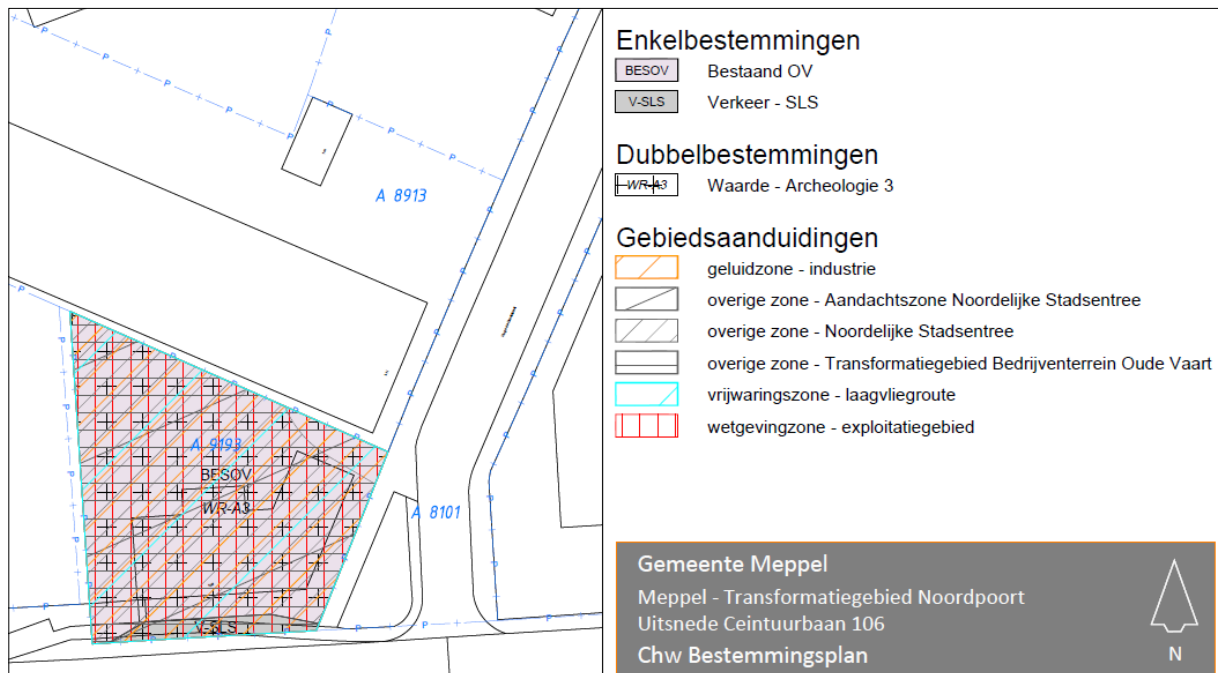 A 8913
A 9193
BESOV
WR-A3
A 8101
V-SLS
Enkelbestemmingen
BESOV Bestaand OV
V-SLS Verkeer - SLS
Dubbelbestemmingen
WR-A3 Waarde - Archeologie 3
Gebiedsaanduidingen
geluidzone - industrie
overige zone - Aandachtszone Noordelijke Stadsentree
overige zone - Noordelijke Stadsentree
overige zone - Transformatiegebied Bedrijventerrein Oude Vaart
vrijwaringszone - laagvliegroute
wetgevingzone - exploitatiegebied
Gemeente Meppel
Meppel - Transformatiegebied Noordpoort
Uitsnede Ceintuurbaan 106
Chw Bestemmingsplan
N